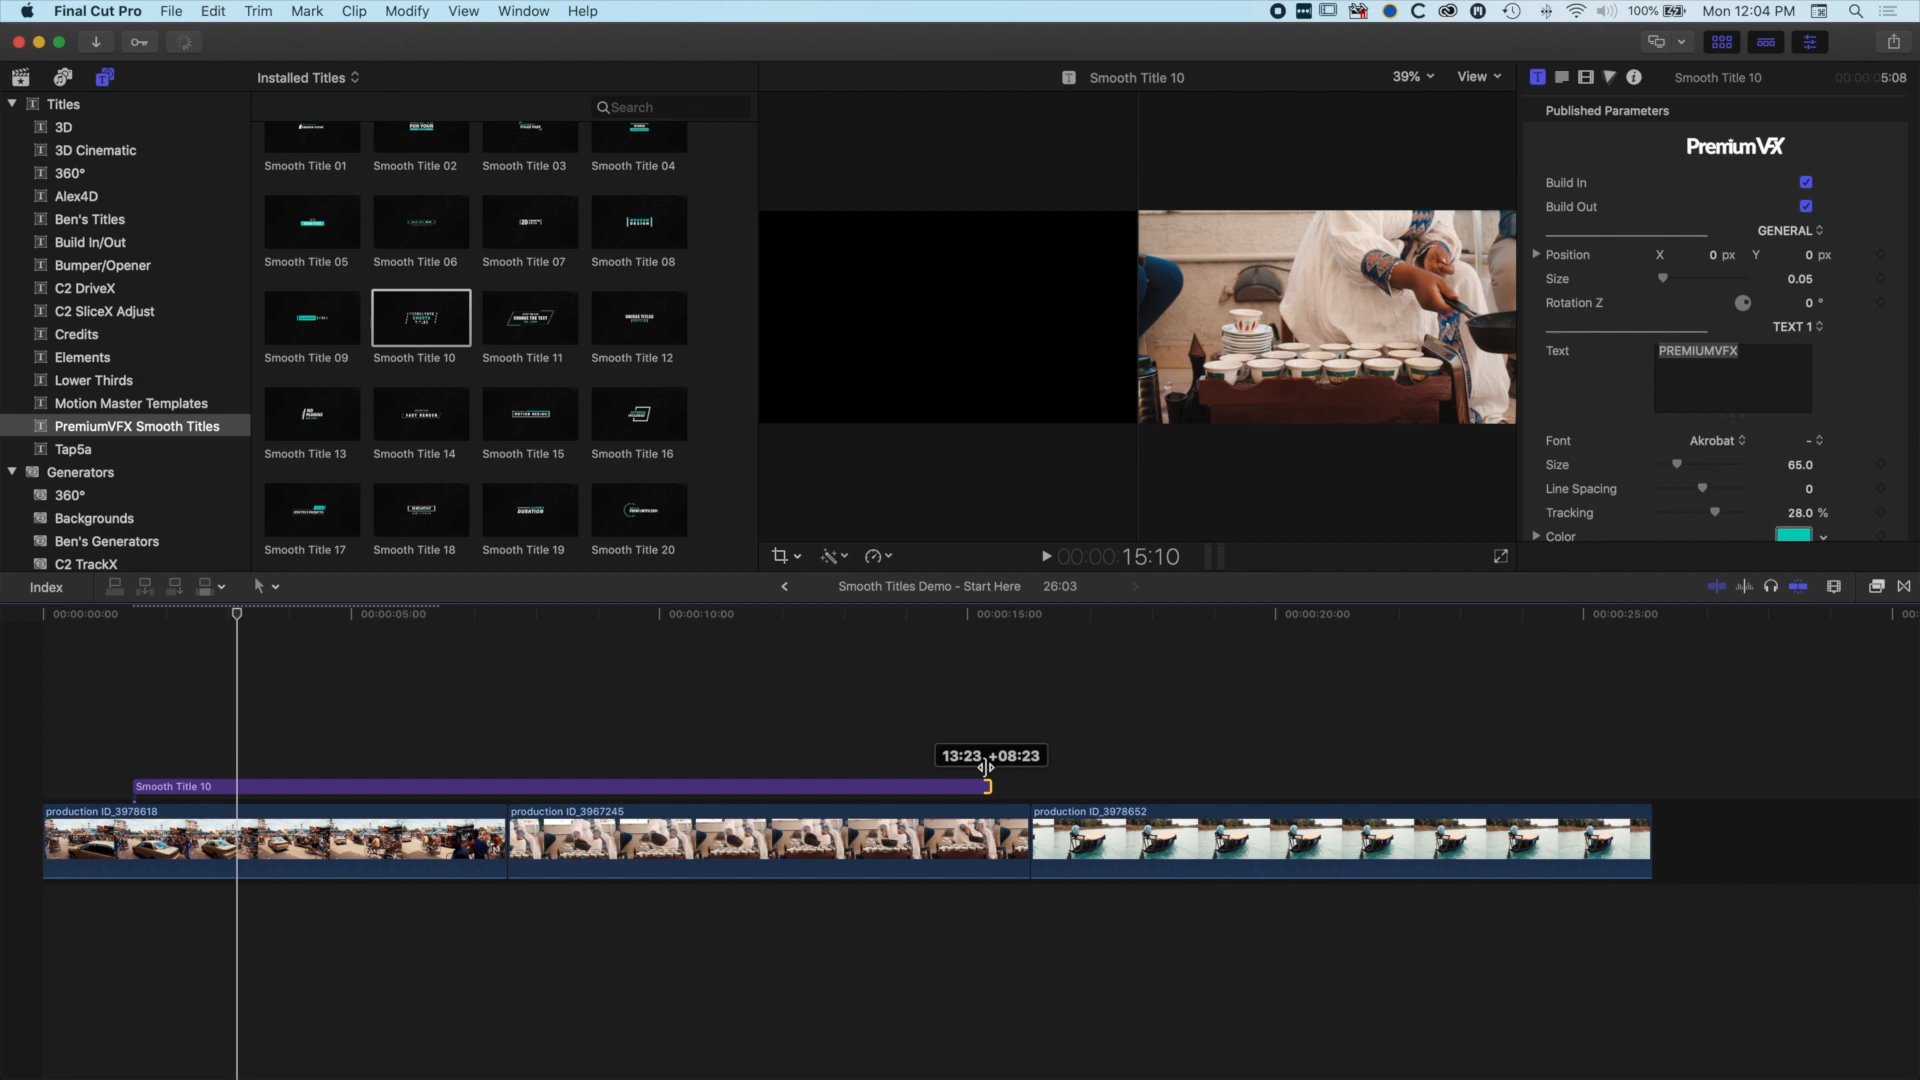 Final Cut Pro File Edit Trim Mark Clip Modify View Window Help 100% Mon 12:04 PM
Installed Titles
Smooth Title 10 39% View
Smooth Title 10 00:00:05:08
Search
Titles
3D
3D Cinematic
360°
Alex4D
Ben's Titles
Build In/Out
Bumper/Opener
C2 DriveX
C2 SliceX Adjust
Credits
Elements
Lower Thirds
Motion Master Templates
PremiumVFX Smooth Titles
Tap5a
Generators
360°
Backgrounds
Ben's Generators
C2 TrackX
Smooth Title 01 Smooth Title 02 Smooth Title 03 Smooth Title 04
Smooth Title 05 Smooth Title 06 Smooth Title 07 Smooth Title 08
Smooth Title 09 Smooth Title 10 Smooth Title 11 Smooth Title 12
Smooth Title 13 Smooth Title 14 Smooth Title 15 Smooth Title 16
Smooth Title 17 Smooth Title 18 Smooth Title 19 Smooth Title 20
Published Parameters
PremiumVFX
Build In
Build Out
GENERAL
Position X 0 px Y 0 px
Size 0.05
Rotation Z 0 °
TEXT 1
Text PREMIUMVFX
Font Akrobat -
Size 65.0
Line Spacing 0
Tracking 28.0 %
Color
00:00:15:10
Index
Smooth Titles Demo - Start Here 26:03
00:00:00:00 00:00:05:00 00:00:10:00 00:00:15:00 00:00:20:00 00:00:25:00 00:
13:23 +08:23
Smooth Title 10
production ID_3978618 production ID_3967245 production ID_3978652